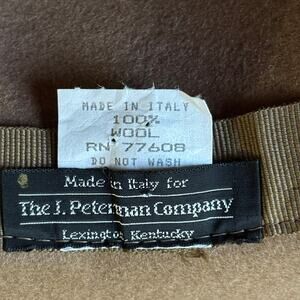 MADE IN ITALY
100%
WOOL
RN 77608
DO NOT WASH
Made in Italy for
The J. Peterman Company
Lexington, Kentucky